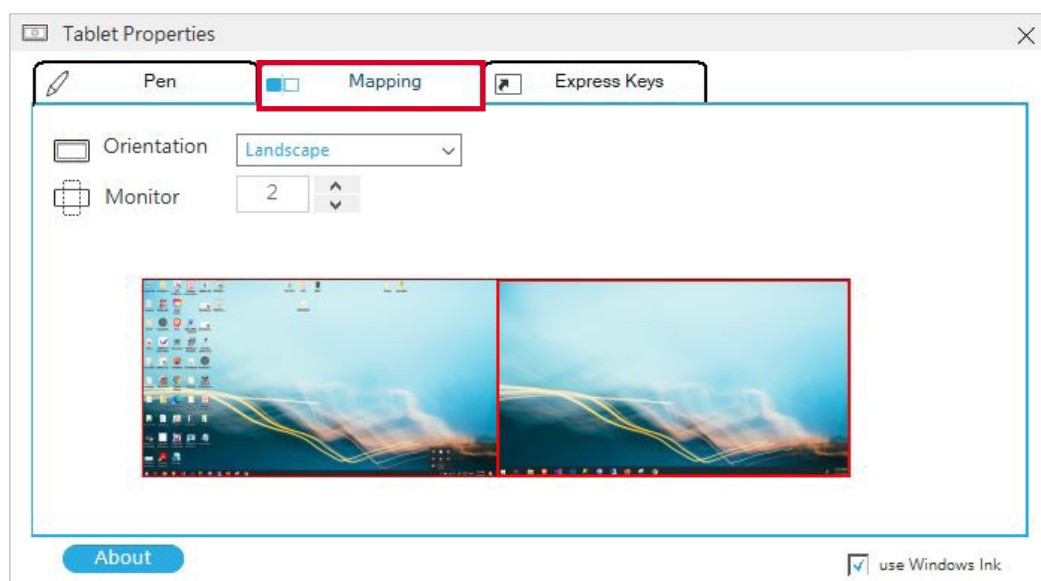 Tablet Properties
Pen Mapping Express Keys
Orientation Landscape
Monitor 2
About
use Windows Ink